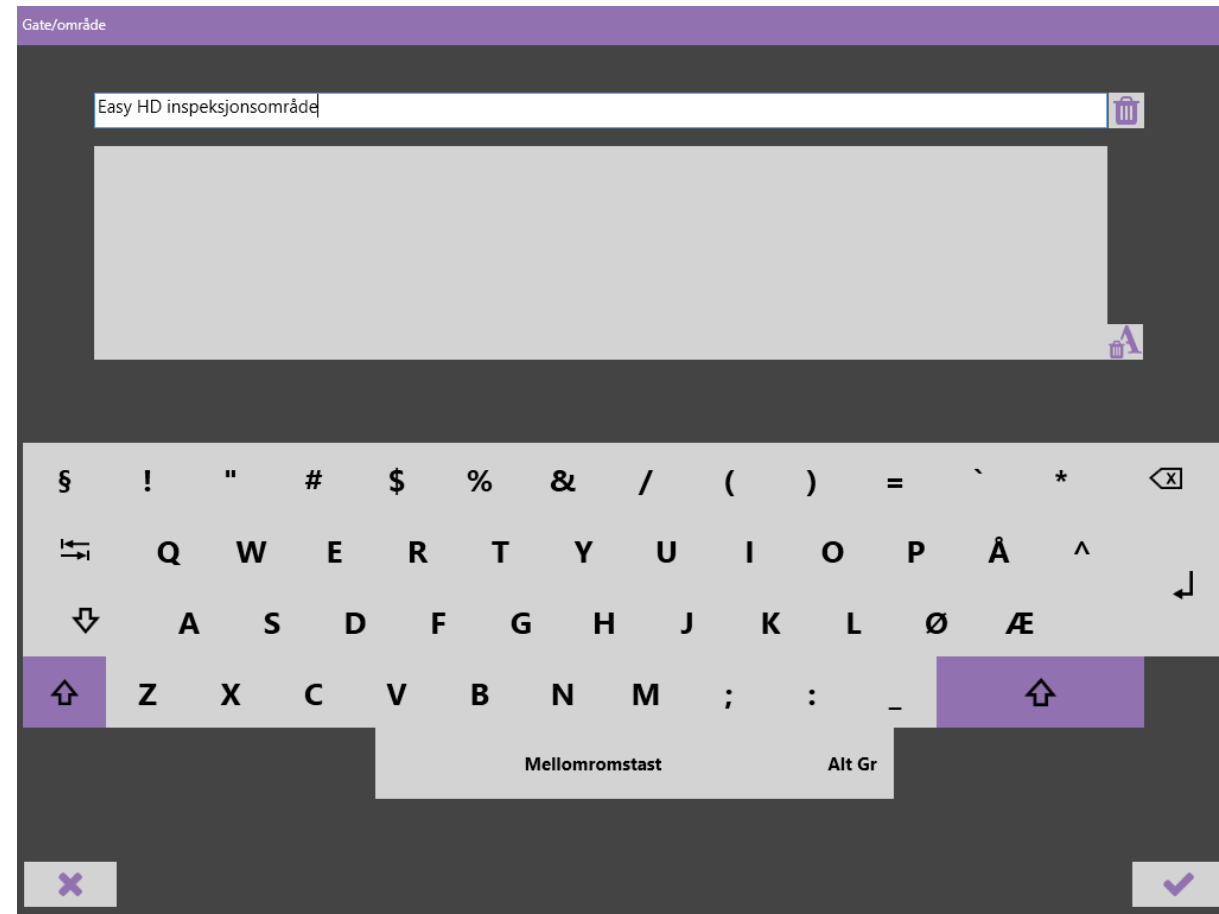 Gate/område
Easy HD inspeksjonsområde
A
§ ! " # $ % & / ( ) = ` * X
Q W E R T Y U I O P Å ^
A S D F G H J K L Ø Æ
Z X C V B N M ; : _
Mellomromstast Alt Gr